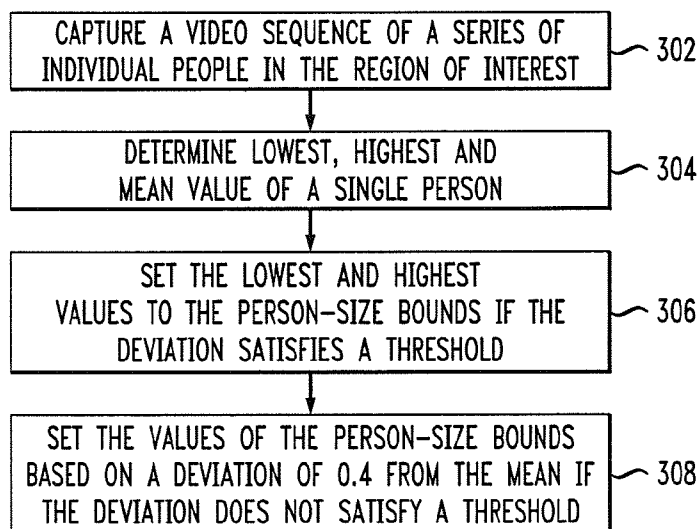 CAPTURE A VIDEO SEQUENCE OF A SERIES OF
INDIVIDUAL PEOPLE IN THE REGION OF INTEREST
302
DETERMINE LOWEST, HIGHEST AND
MEAN VALUE OF A SINGLE PERSON
304
SET THE LOWEST AND HIGHEST
VALUES TO THE PERSON-SIZE BOUNDS IF THE
DEVIATION SATISFIES A THRESHOLD
306
SET THE VALUES OF THE PERSON-SIZE BOUNDS
BASED ON A DEVIATION OF 0.4 FROM THE MEAN IF
THE DEVIATION DOES NOT SATISFY A THRESHOLD
308